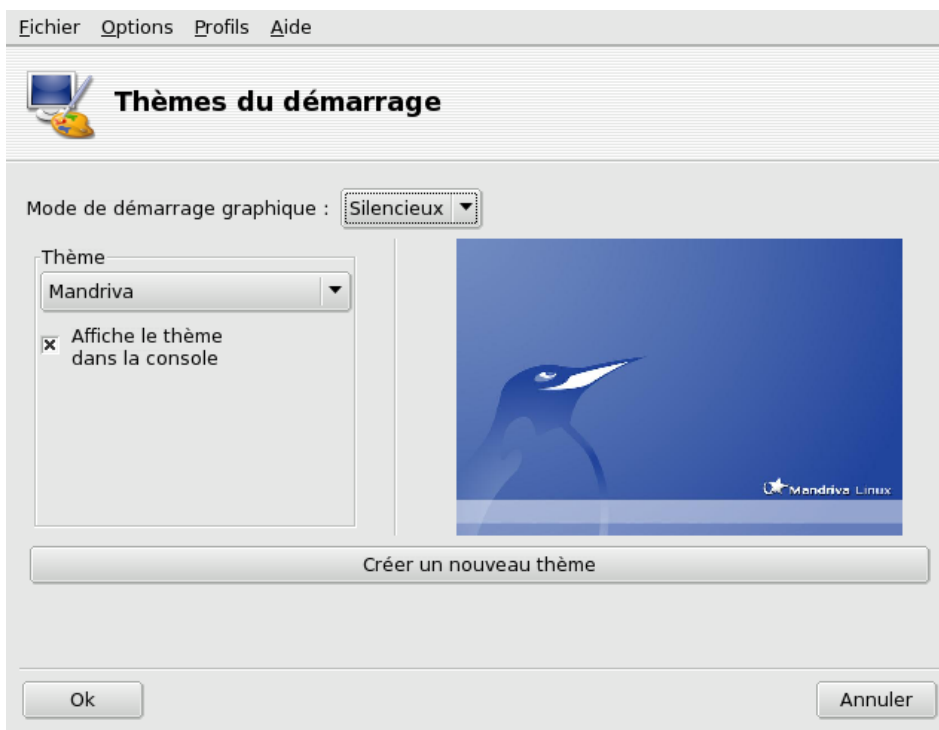 Fichier Options Profils Aide
Thèmes du démarrage
Mode de démarrage graphique : Silencieux
Thème
Mandriva
Affiche le thème
dans la console
Mandriva Linux
Créer un nouveau thème
Ok Annuler